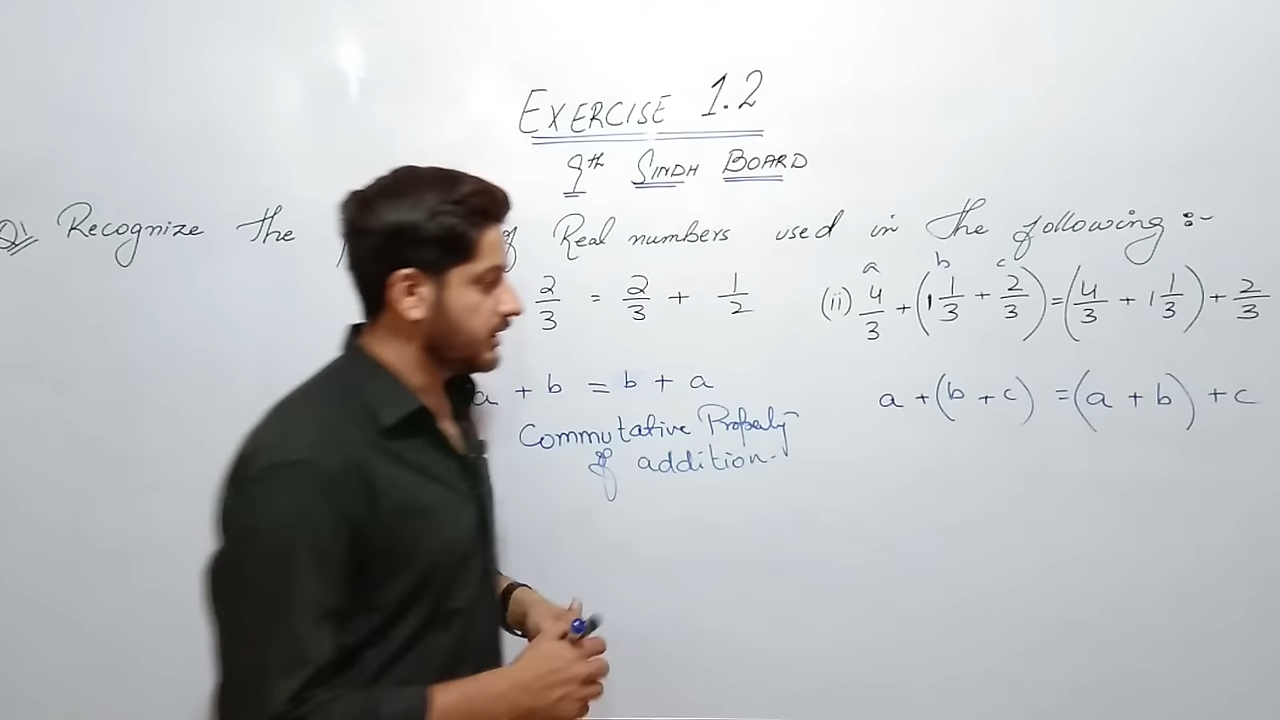 EXERCISE 1.2
9th SINDH BOARD
Q1 Recognize the of Real numbers used in the following :-
2/3 = 2/3 + 1/2
a b c
(ii) 4/3 + (1 1/3 + 2/3) = (4/3 + 1 1/3) + 2/3
a + b = b + a
a + (b + c) = (a + b) + c
Commutative Property
of addition.